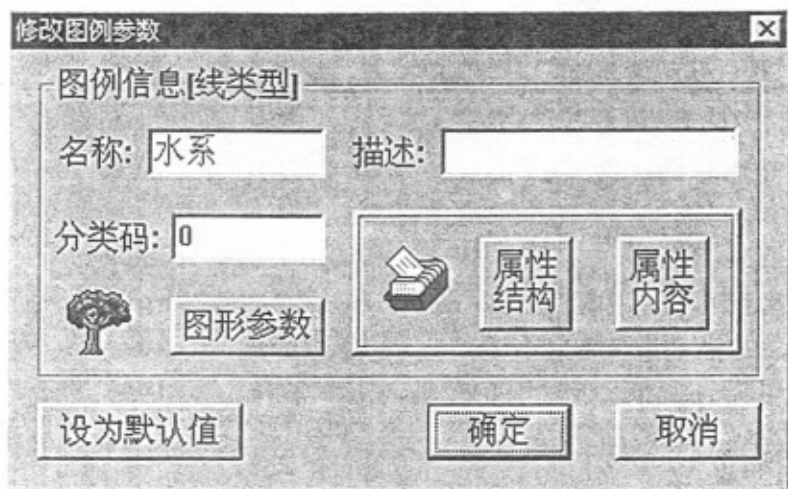 修改图例参数
图例信息[线类型]
名称: 水系
描述:
分类码: 0
属性
结构
属性
内容
图形参数
设为默认值
确定
取消